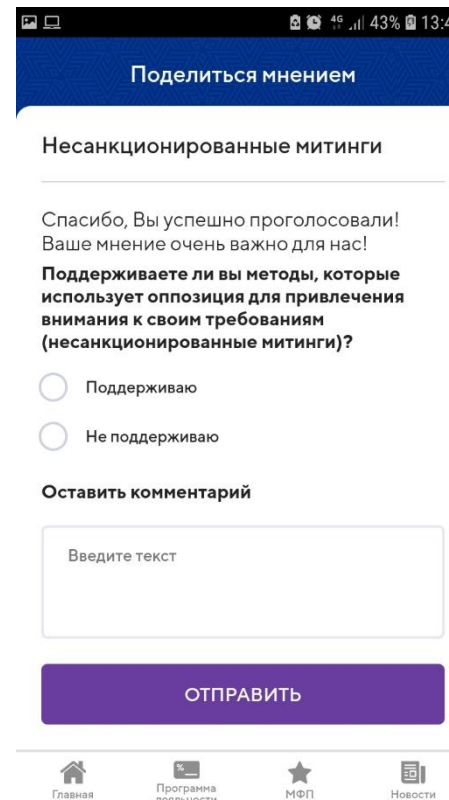 4G 43% 13:4
Поделиться мнением
Несанкционированные митинги
Спасибо, Вы успешно проголосовали!
Ваше мнение очень важно для нас!
Поддерживаете ли вы методы, которые
использует оппозиция для привлечения
внимания к своим требованиям
(несанкционированные митинги)?
Поддерживаю
Не поддерживаю
Оставить комментарий
Введите текст
ОТПРАВИТЬ
Главная Программа МФП Новости
лояльности